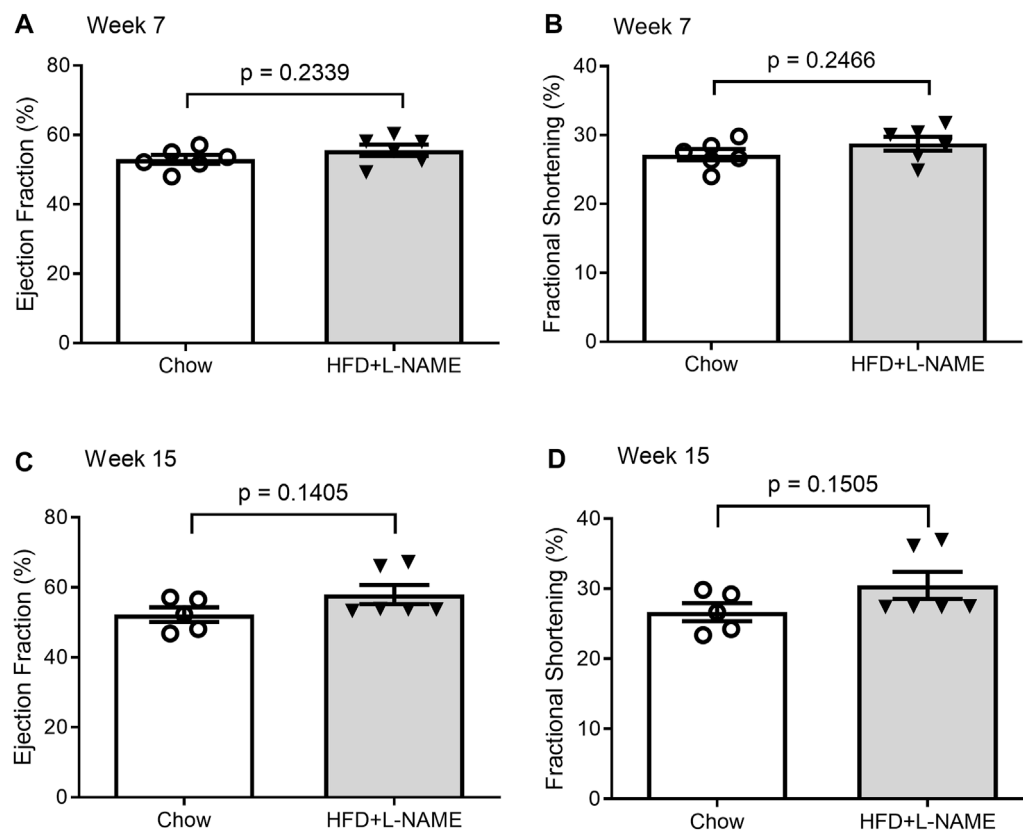 A Week 7
p = 0.2339
Ejection Fraction (%)
80
60
40
20
0
Chow HFD+L-NAME
B Week 7
p = 0.2466
Fractional Shortening (%)
40
30
20
10
0
Chow HFD+L-NAME
C Week 15
p = 0.1405
Ejection Fraction (%)
80
60
40
20
0
Chow HFD+L-NAME
D Week 15
p = 0.1505
Fractional Shortening (%)
40
30
20
10
0
Chow HFD+L-NAME